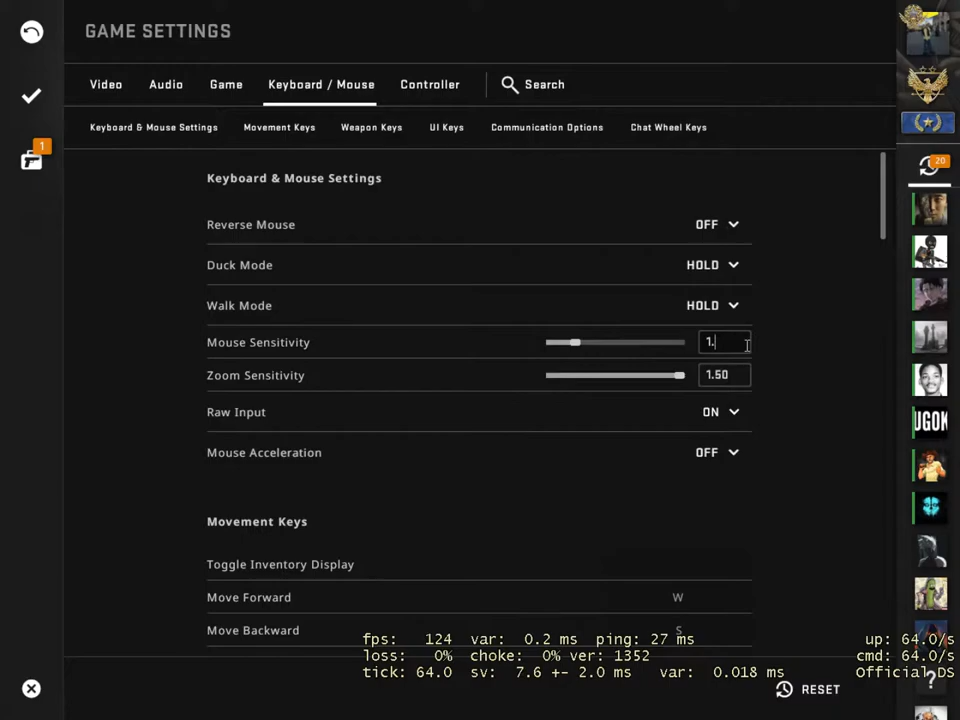 GAME SETTINGS
Video Audio Game Keyboard / Mouse Controller Search
Keyboard & Mouse Settings Movement Keys Weapon Keys UI Keys Communication Options Chat Wheel Keys
1
20
Keyboard & Mouse Settings
Reverse Mouse OFF
Duck Mode HOLD
Walk Mode HOLD
Mouse Sensitivity 1.
Zoom Sensitivity 1.50
Raw Input ON
UGOK
Mouse Acceleration OFF
Movement Keys
Toggle Inventory Display
Move Forward W
Move Backward S
fps: 124 var: 0.2 ms ping: 27 ms up: 64.0/s
loss: 0% choke: 0% ver: 1352 cmd: 64.0/s
tick: 64.0 sv: 7.6 +- 2.0 ms var: 0.018 ms Official DS
?
RESET